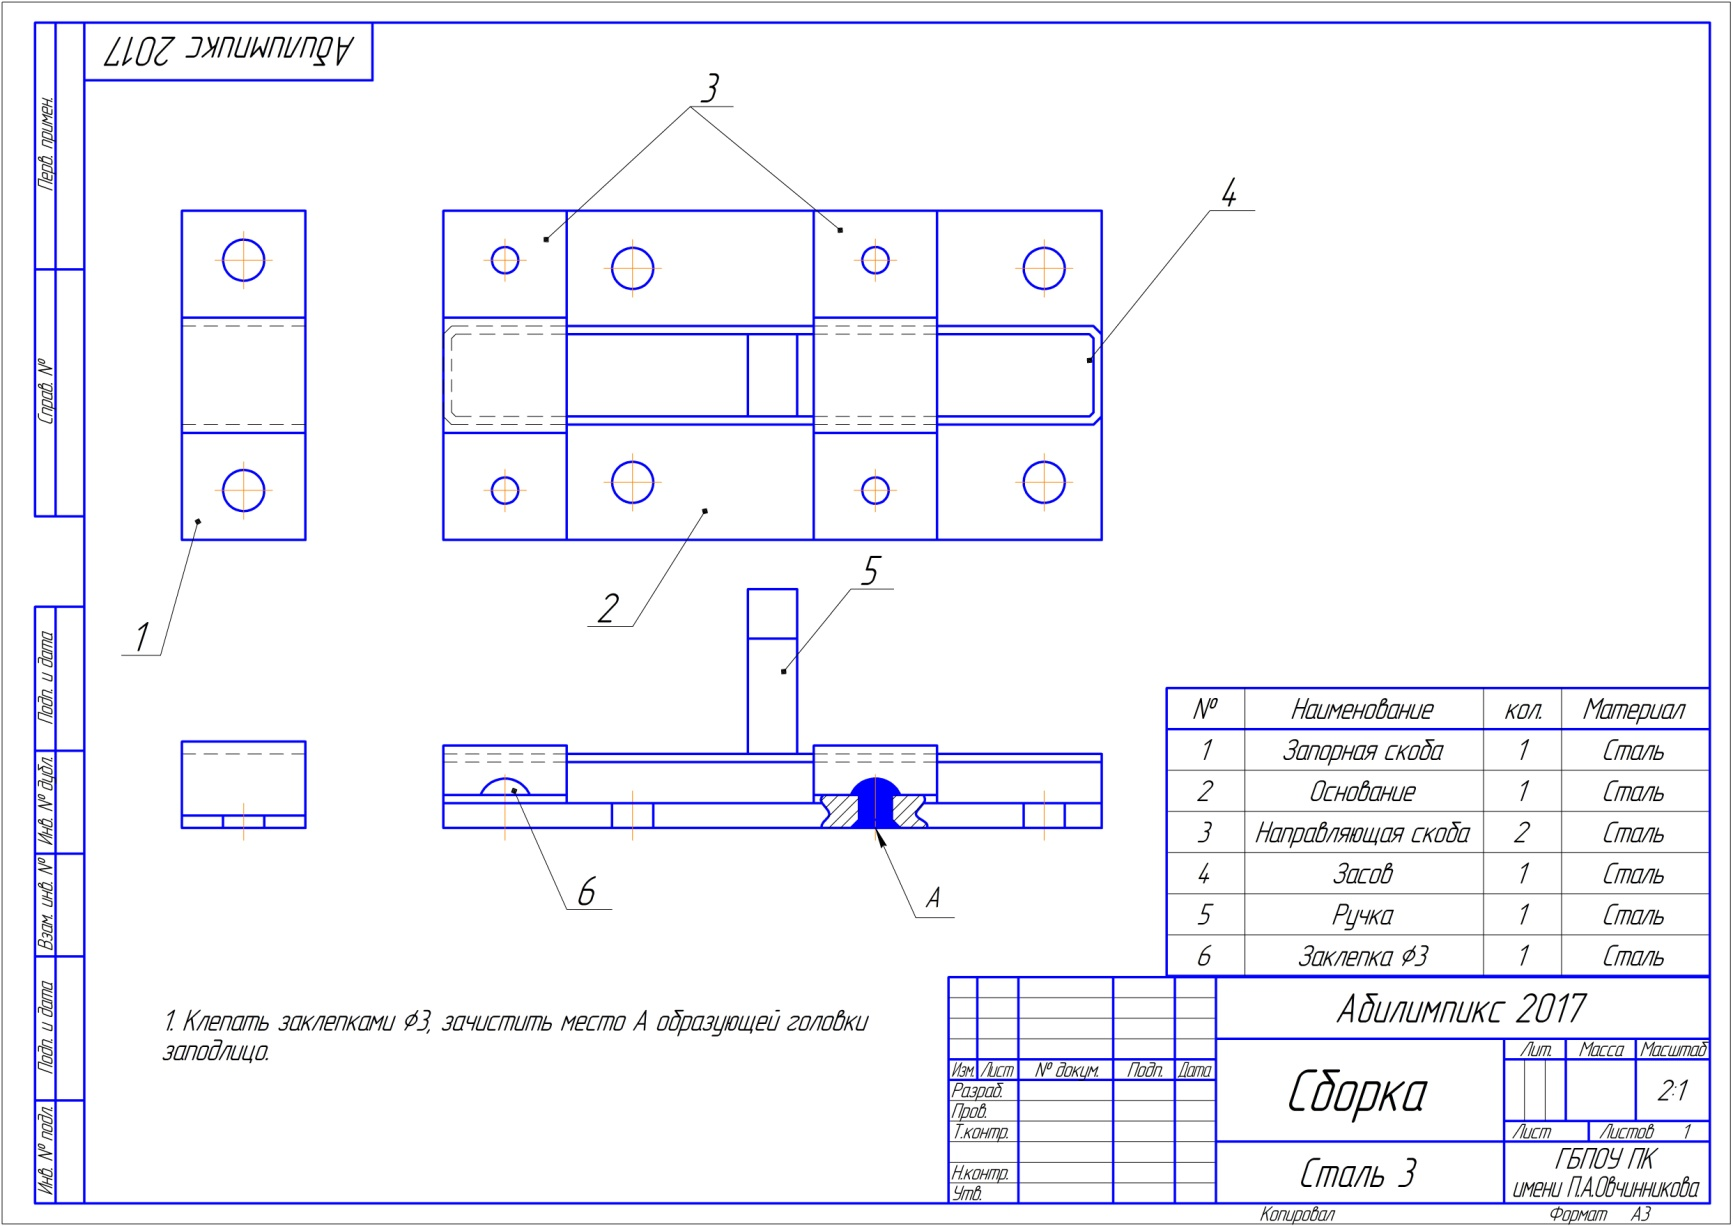 Абилимпикс 2017
Перв. примен.
Справ. №
Подп. и дата
Инв. № дубл.
Взам. инв. №
Подп. и дата
Инв. № подл.
3
4
1
2
5
6
А
№ Наименование кол. Материал
1 Запорная скоба 1 Сталь
2 Основание 1 Сталь
3 Направляющая скоба 2 Сталь
4 Засов 1 Сталь
5 Ручка 1 Сталь
6 Заклепка ϕ3 1 Сталь
1. Клепать заклепками ϕ3, зачистить место А образующей головки
заподлицо.
Абилимпикс 2017
Изм. Лист № докум. Подп. Дата
Разраб.
Пров.
Т.контр.
Н.контр.
Утв.
Сборка
Лит. Масса Масштаб
2:1
Лист Листов 1
Сталь 3
ГБПОУ ПК
имени П.А.Овчинникова
Копировал Формат А3